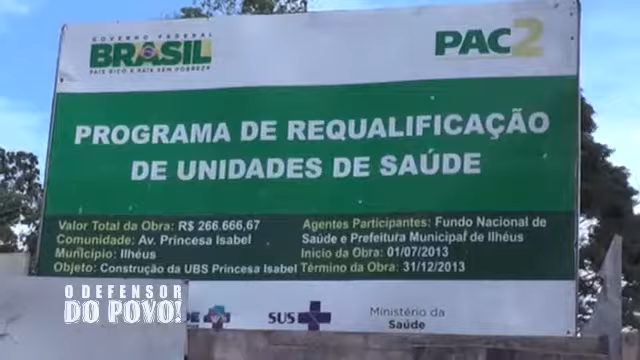 GOVERNO FEDERAL
BRASIL
PAÍS RICO É PAÍS SEM POBREZA
PAC2
PROGRAMA DE REQUALIFICAÇÃO
DE UNIDADES DE SAÚDE
Valor Total da Obra: R$ 266.666,67
Comunidade: Av. Princesa Isabel
Município: Ilhéus
Objeto: Construção da UBS Princesa Isabel
Agentes Participantes: Fundo Nacional de
Saúde e Prefeitura Municipal de Ilhéus
Início da Obra: 01/07/2013
Término da Obra: 31/12/2013
O DEFENSOR
DO POVO!
SUS
Ministério da
Saúde